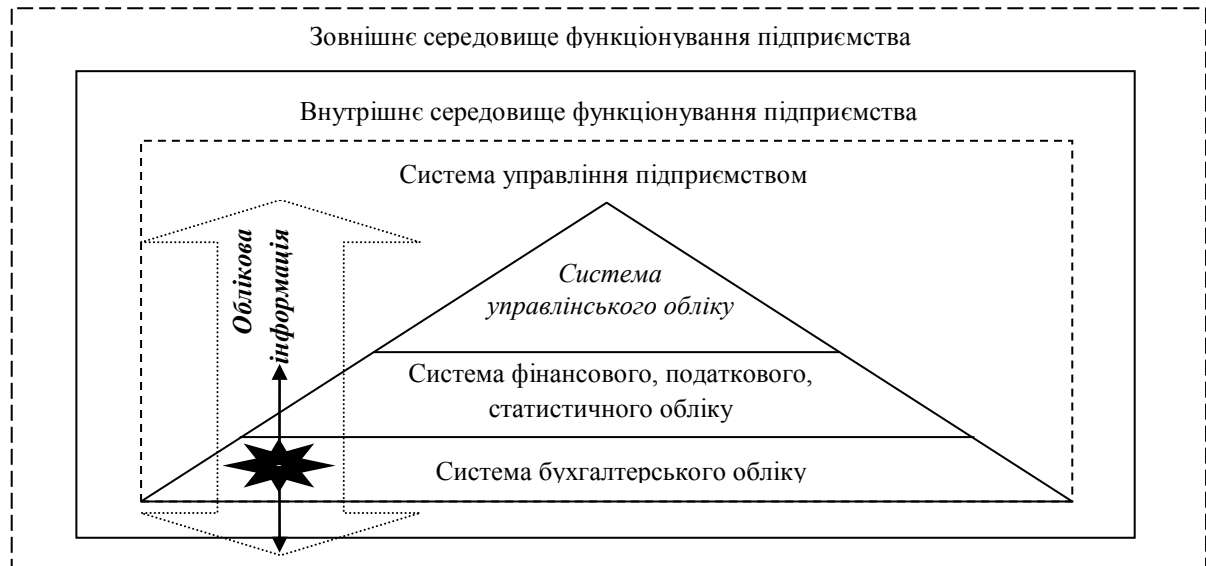 Зовнішнє середовище функціонування підприємства
Внутрішнє середовище функціонування підприємства
Система управління підприємством
Облікова
інформація
Система
управлінського обліку
Система фінансового, податкового,
статистичного обліку
Система бухгалтерського обліку